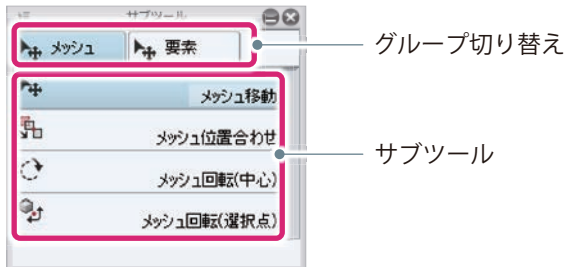 サブツール
メッシュ 要素 グループ切り替え
メッシュ移動
メッシュ位置合わせ
サブツール
メッシュ回転(中心)
メッシュ回転(選択点)